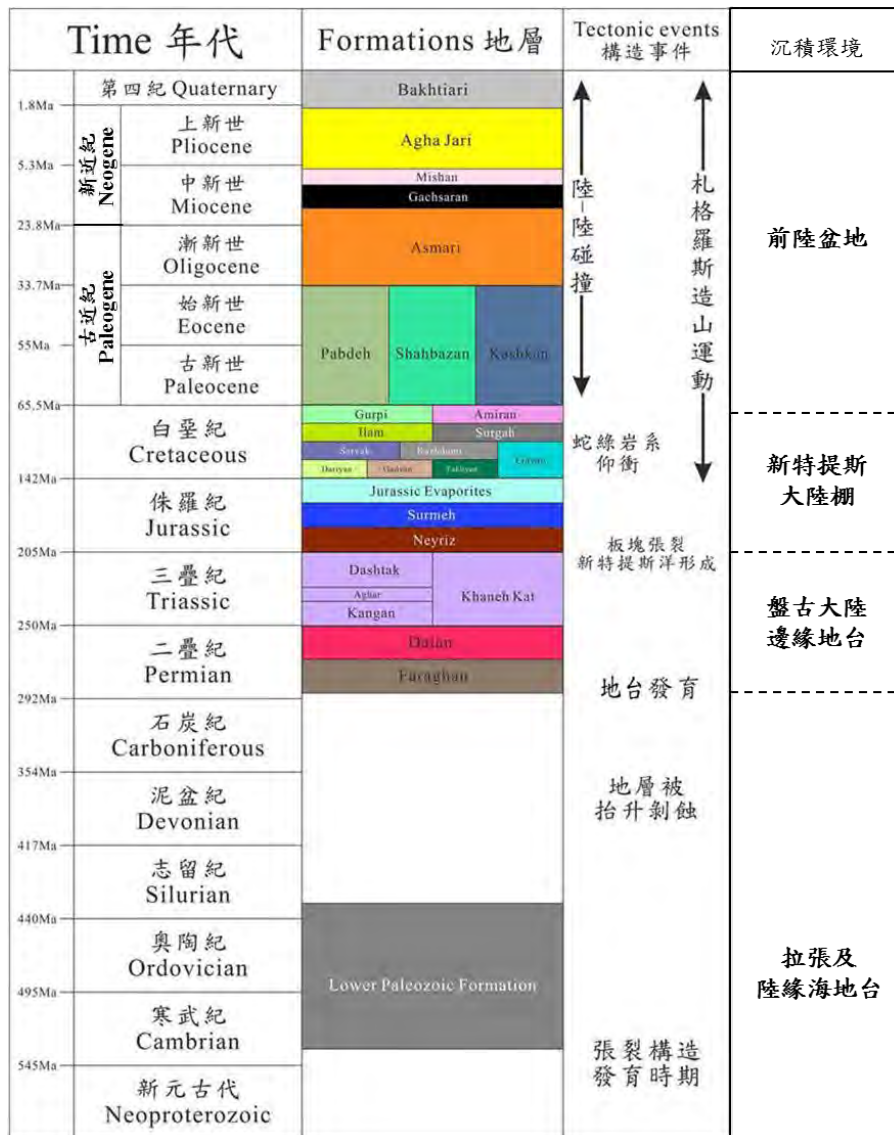 Time 年代
Formations 地層
Tectonic events
構造事件
沉積環境
第四紀 Quaternary
Bakhtiari
1.8Ma
新近紀
Neogene
上新世
Pliocene
Agha Jari
5.3Ma
中新世
Miocene
Mishan
Gachsaran
23.8Ma
古近紀
Paleogene
漸新世
Oligocene
Asmari
33.7Ma
始新世
Eocene
55Ma
古新世
Paleocene
Pabdeh
Shahbazan
Kashkan
65.5Ma
陸-陸碰撞
札格羅斯造山運動
前陸盆地
白堊紀
Cretaceous
Gurpi
Amiran
Ilam
Surgah
Sarvak
Dariyan
Gadvan
Fahliyan
蛇綠岩系
仰衝
142Ma
新特提斯
大陸棚
侏羅紀
Jurassic
Jurassic Evaporites
Surmeh
Neyriz
板塊張裂
新特提斯洋形成
205Ma
三疊紀
Triassic
Dashtak
Aghar
Kangan
Khaneh Kat
盤古大陸
邊緣地台
250Ma
二疊紀
Permian
Dalan
Faraghan
地台發育
292Ma
石炭紀
Carboniferous
354Ma
泥盆紀
Devonian
地層被
抬升剝蝕
417Ma
志留紀
Silurian
440Ma
奧陶紀
Ordovician
Lower Paleozoic Formation
拉張及
陸緣海地台
495Ma
寒武紀
Cambrian
張裂構造
發育時期
545Ma
新元古代
Neoproterozoic